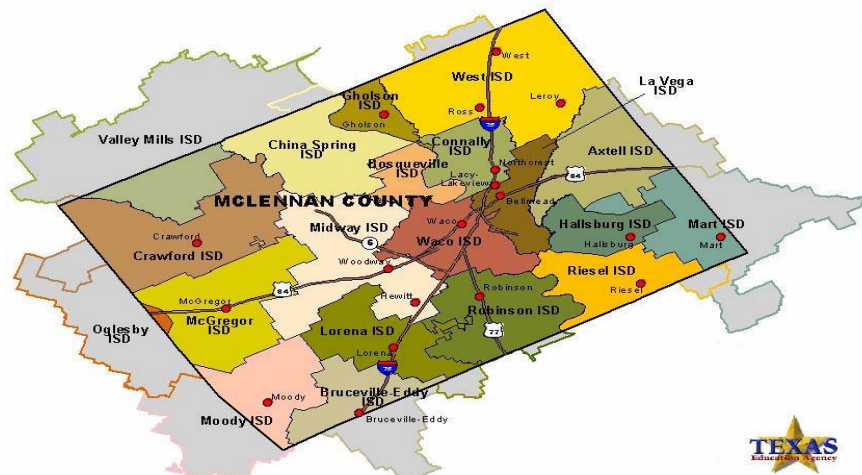 West
West ISD
La Vega
ISD
Gholson
ISD
Gholson
Ross
Leroy
Valley Mills ISD
China Spring
ISD
Connally
ISD
Axtell ISD
Bosqueville
ISD
Northcrest
Lacy-
Lakeview
84
Bellmead
MCLENNAN COUNTY
Midway ISD
Waco
Waco ISD
Hallsburg ISD
Hallsburg
Mart ISD
Mart
Crawford
Crawford ISD
6
Woodway
Riesel ISD
Riesel
84
McGregor
McGregor
ISD
Hewitt
Robinson
Robinson ISD
77
Oglesby
ISD
Lorena ISD
Lorena
Moody
Moody ISD
Bruceville-Eddy
ISD
Bruceville-Eddy
TEXAS
Education Agency